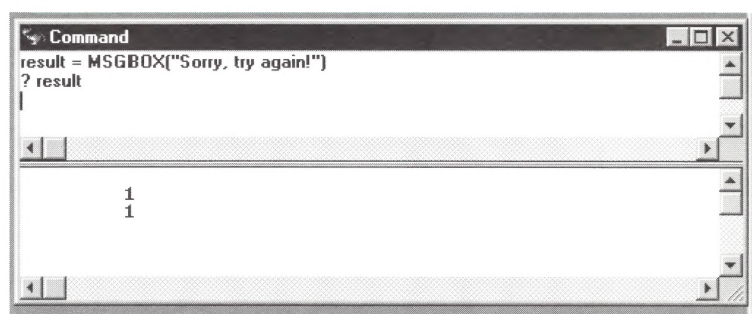 Command
result = MSGBOX("Sorry, try again!")
? result
1
1